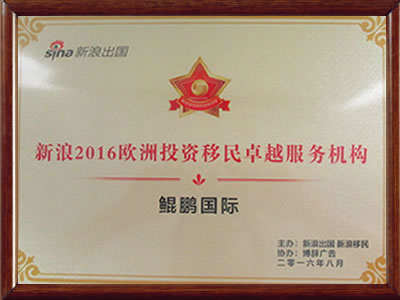 sina 新浪出国
新浪2016欧洲投资移民卓越服务机构
鲲鹏国际
主办：新浪出国 新浪移民
协办：博辞广告
二零一六年八月